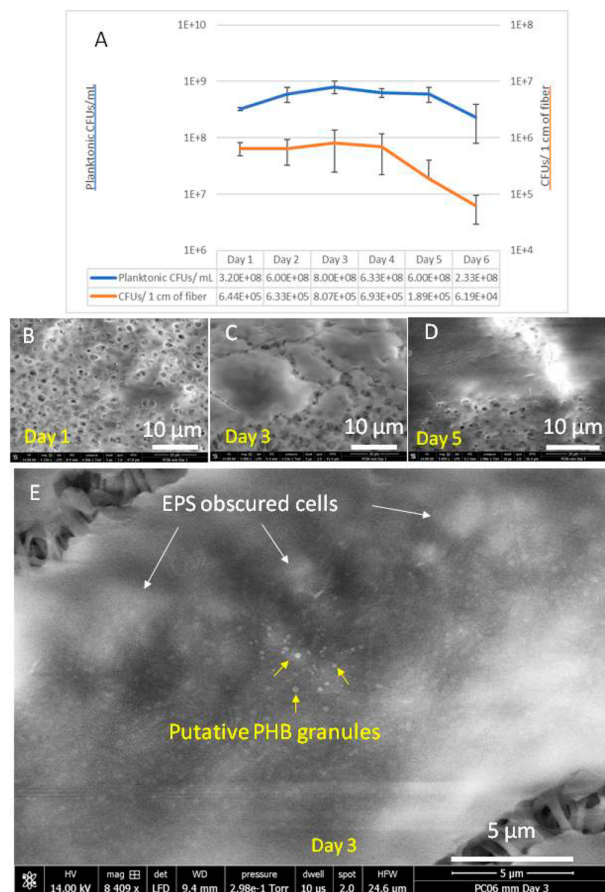 A
1E+10
1E+9
1E+8
1E+7
1E+6
1E+8
1E+7
1E+6
1E+5
1E+4
Planktonic CFUs/mL
CFUs/ 1 cm of fiber
Day 1 Day 2 Day 3 Day 4 Day 5 Day 6
Planktonic CFUs/ mL 3.20E+08 6.00E+08 8.00E+08 6.33E+08 6.00E+08 2.33E+08
CFUs/ 1 cm of fiber 6.44E+05 6.33E+05 8.07E+05 6.93E+05 1.89E+05 6.19E+04
B
Day 1
10 µm
C
Day 3
10 µm
D
Day 5
10 µm
E
EPS obscured cells
Putative PHB granules
Day 3
5 µm
HV mag det WD pressure dwell spot HFW 5 µm
14.00 kV 8 409 x LFD 9.4 mm 2.98e-1 Torr 10 µs 2.0 24.6 µm PC06 mm Day 3